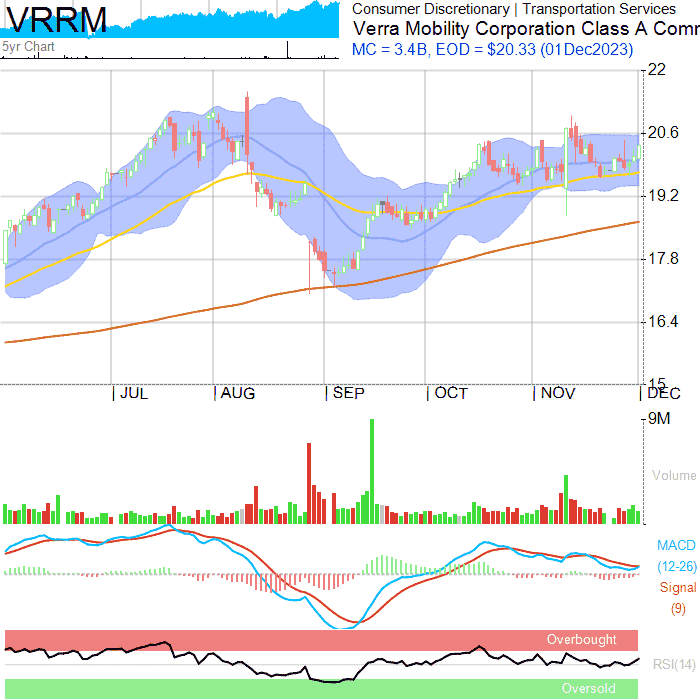 VRRM
5yr Chart
Consumer Discretionary | Transportation Services
Verra Mobility Corporation Class A Comr
MC = 3.4B, EOD = $20.33 (01Dec2023)
22
20.6
19.2
17.8
16.4
15
JUL
AUG
SEP
OCT
NOV
DEC
9M
Volume
MACD
(12-26)
Signal
(9)
Overbought
RSI(14)
Oversold